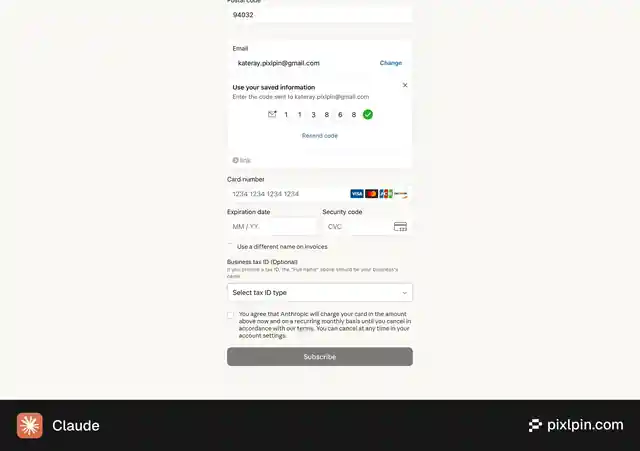 Postal code
94032
Email
kateray.pixlpin@gmail.com
Change
Use your saved information
Enter the code sent to kateray.pixlpin@gmail.com
1 1 3 8 6 8
Resend code
link
Card number
1234 1234 1234 1234
VISA
JCB
DISCOVER
Expiration date
Security code
MM / YY
CVC
123
Use a different name on invoices
Business tax ID (Optional)
If you provide a tax ID, the "Full name" above should be your business's
name.
Select tax ID type
You agree that Anthropic will charge your card in the amount
above now and on a recurring monthly basis until you cancel in
accordance with our terms. You can cancel at any time in your
account settings.
Subscribe
Claude
pixlpin.com